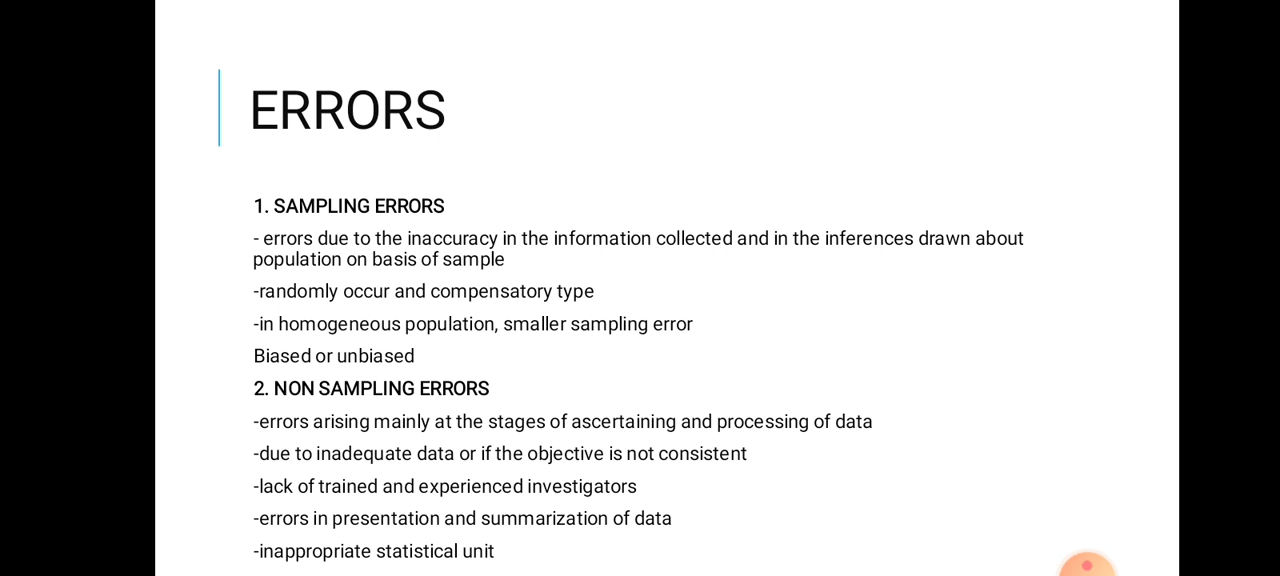 ERRORS
1. SAMPLING ERRORS
- errors due to the inaccuracy in the information collected and in the inferences drawn about
population on basis of sample
-randomly occur and compensatory type
-in homogeneous population, smaller sampling error
Biased or unbiased
2. NON SAMPLING ERRORS
-errors arising mainly at the stages of ascertaining and processing of data
-due to inadequate data or if the objective is not consistent
-lack of trained and experienced investigators
-errors in presentation and summarization of data
-inappropriate statistical unit